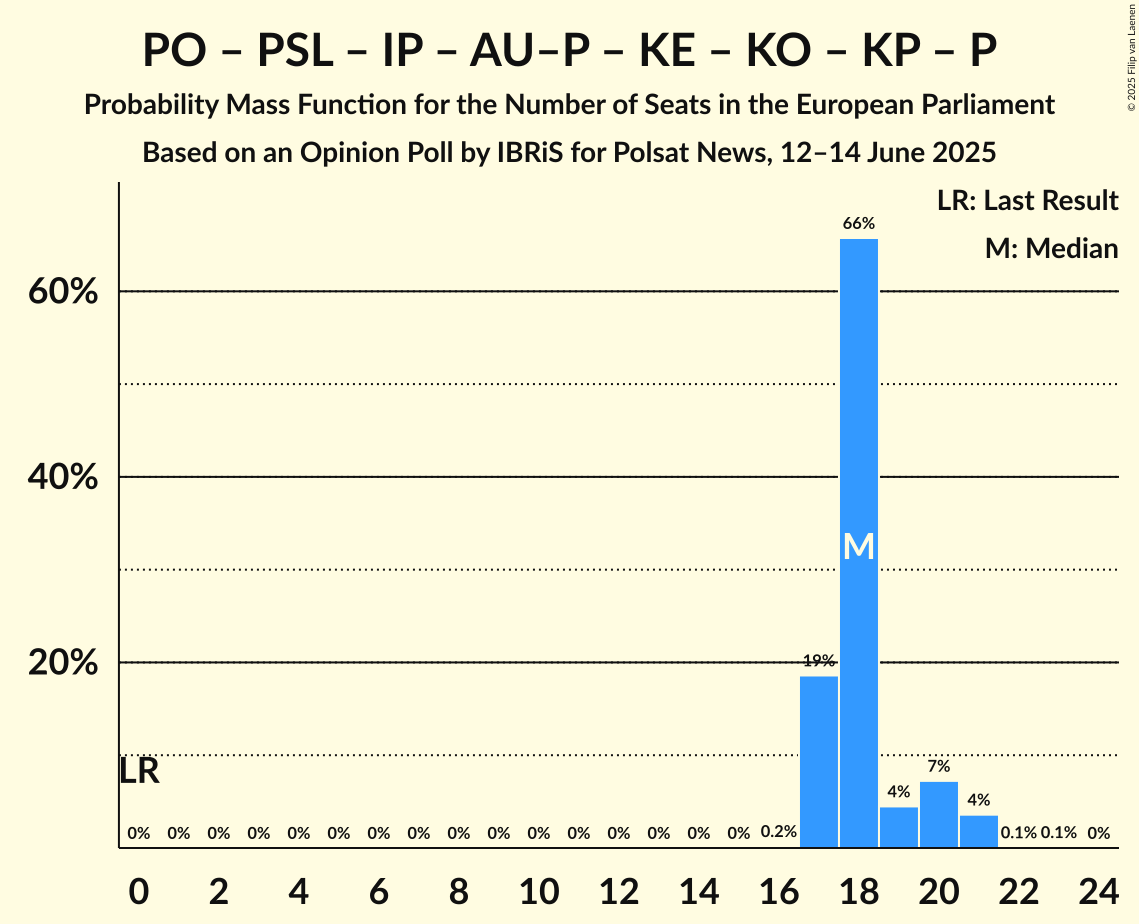 PO – PSL – IP – AU–P – KE – KO – KP – P
Probability Mass Function for the Number of Seats in the European Parliament
Based on an Opinion Poll by IBRiS for Polsat News, 12–14 June 2025
© 2025 Filip van Laenen
LR: Last Result
M: Median
66%
60%
40%
M
20%
19%
LR
7%
4%
4%
0% 0% 0% 0% 0% 0% 0% 0% 0% 0% 0% 0% 0% 0% 0% 0% 0.2% 0.1% 0.1% 0%
0 2 4 6 8 10 12 14 16 18 20 22 24